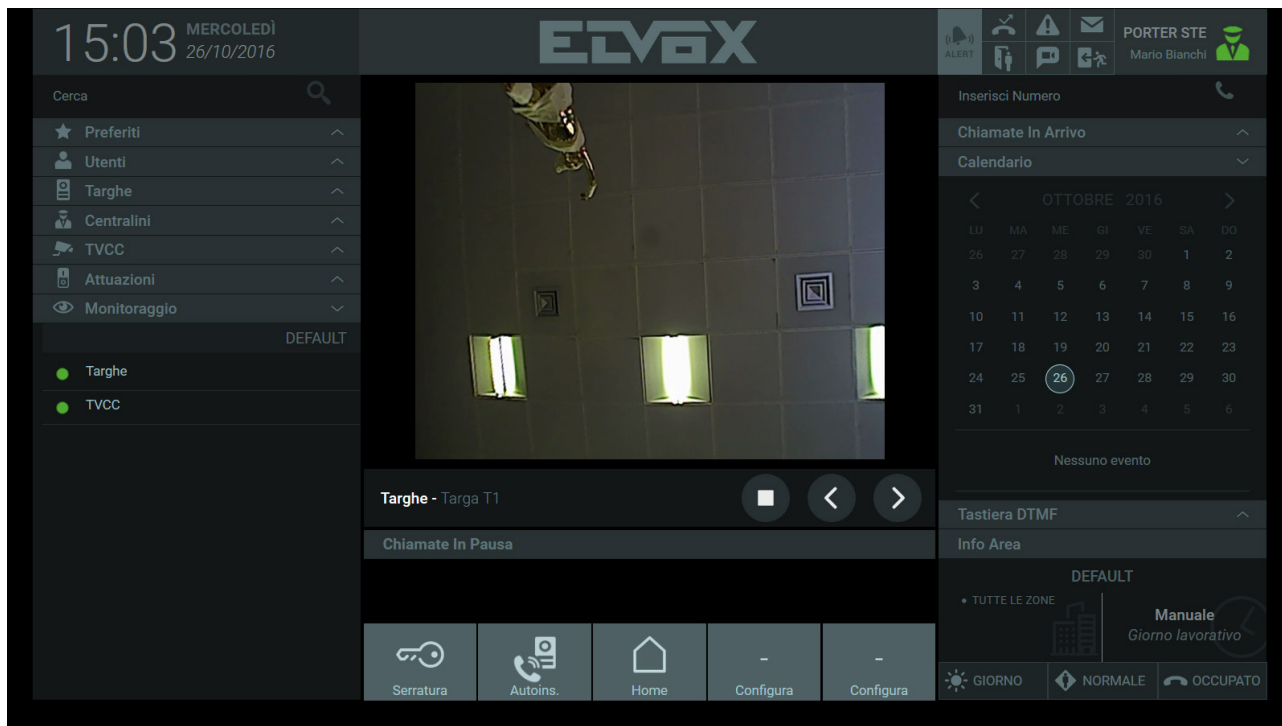 15:03 MERCOLEDÌ
26/10/2016
ELVOX
ALERT
PORTER STE
Mario Bianchi
Cerca
Preferiti
Utenti
Targhe
Centralini
TVCC
Attuazioni
Monitoraggio
DEFAULT
Targhe
TVCC
Targhe - Targa T1
Chiamate In Pausa
Serratura
Autoins.
Home
-
Configura
-
Configura
Inserisci Numero
Chiamate In Arrivo
Calendario
OTTOBRE 2016
LU MA ME GI VE SA DO
26 27 28 29 30 1 2
3 4 5 6 7 8 9
10 11 12 13 14 15 16
17 18 19 20 21 22 23
24 25 26 27 28 29 30
31 1 2 3 4 5 6
Nessuno evento
Tastiera DTMF
Info Area
DEFAULT
• TUTTE LE ZONE
Manuale
Giorno lavorativo
GIORNO
NORMALE
OCCUPATO